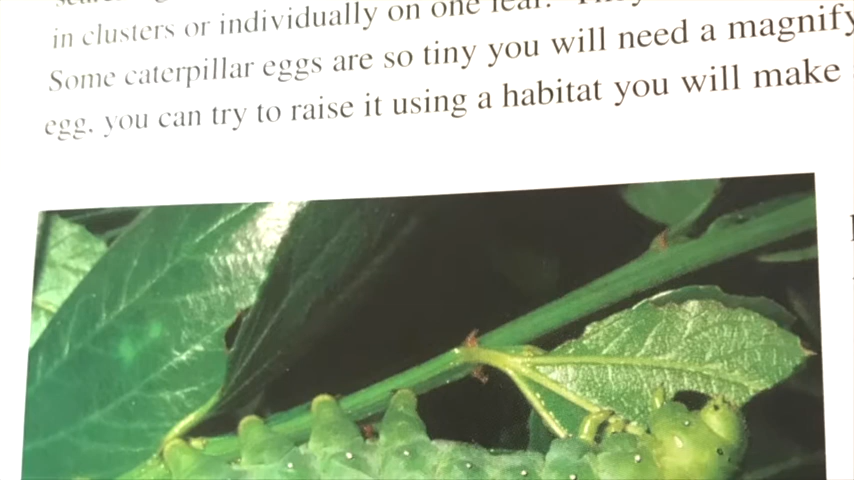 in clusters or individually on one leaf.
Some caterpillar eggs are so tiny you will need a magnify
egg, you can try to raise it using a habitat you will make